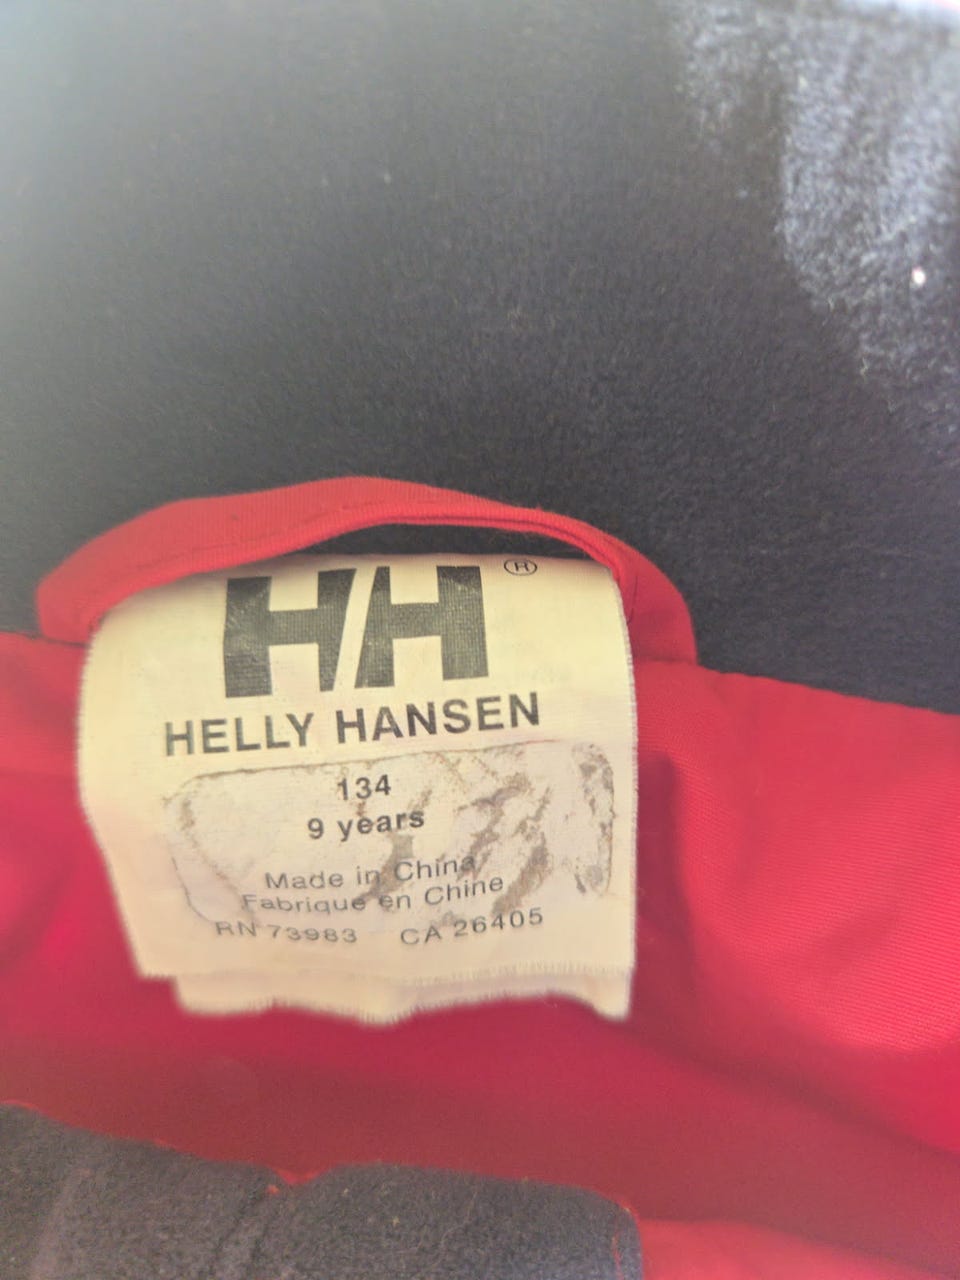 HH®
HELLY HANSEN
134
9 years
Made in China
Fabrique en Chine
RN 73983 CA 26405